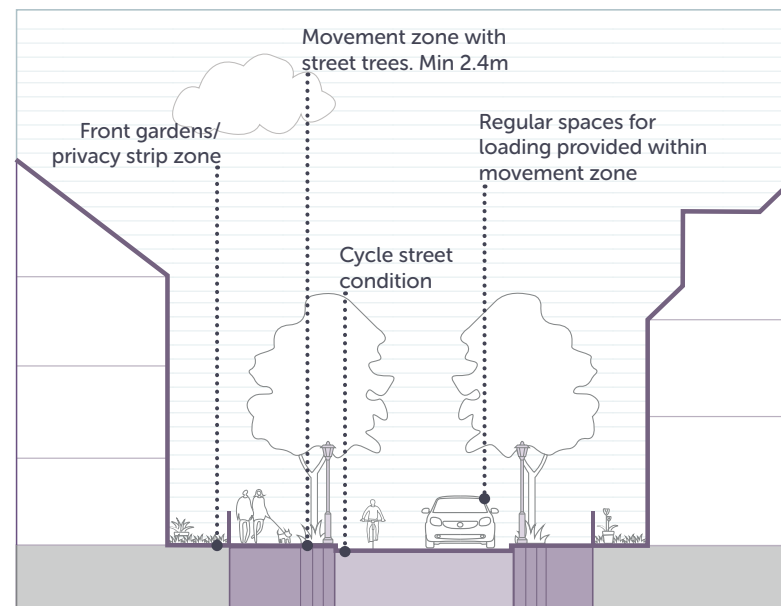 Movement zone with
street trees. Min 2.4m
Front gardens/
privacy strip zone
Regular spaces for
loading provided within
movement zone
Cycle street
condition